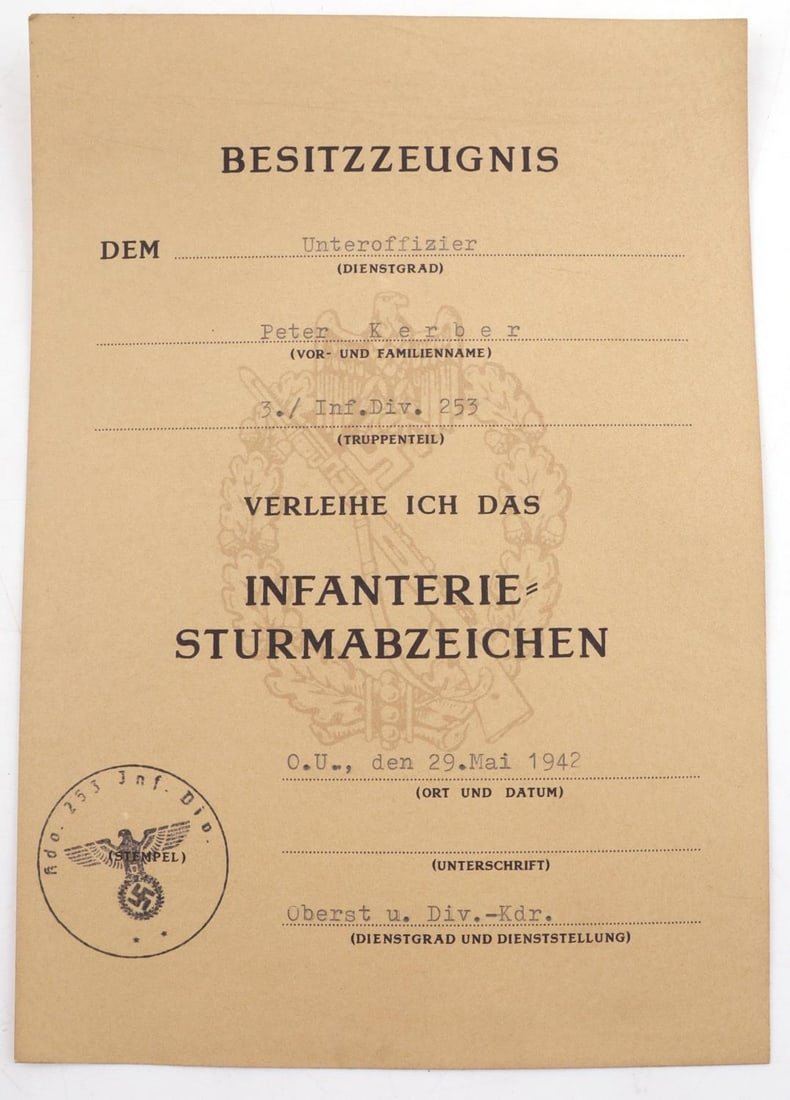 BESITZZEUGNIS
DEM Unteroffizier
(DIENSTGRAD)
Peter K e r b e r
(VOR- UND FAMILIENNAME)
3./ Inf.Div. 253
(TRUPPENTEIL)
VERLEIHE ICH DAS
INFANTERIE=
STURMABZEICHEN
O.U., den 29.Mai 1942
(ORT UND DATUM)
Kdo. 253 Inf. Div.
(STEMPEL)
(UNTERSCHRIFT)
Oberst u. Div.-Kdr.
(DIENSTGRAD UND DIENSTSTELLUNG)